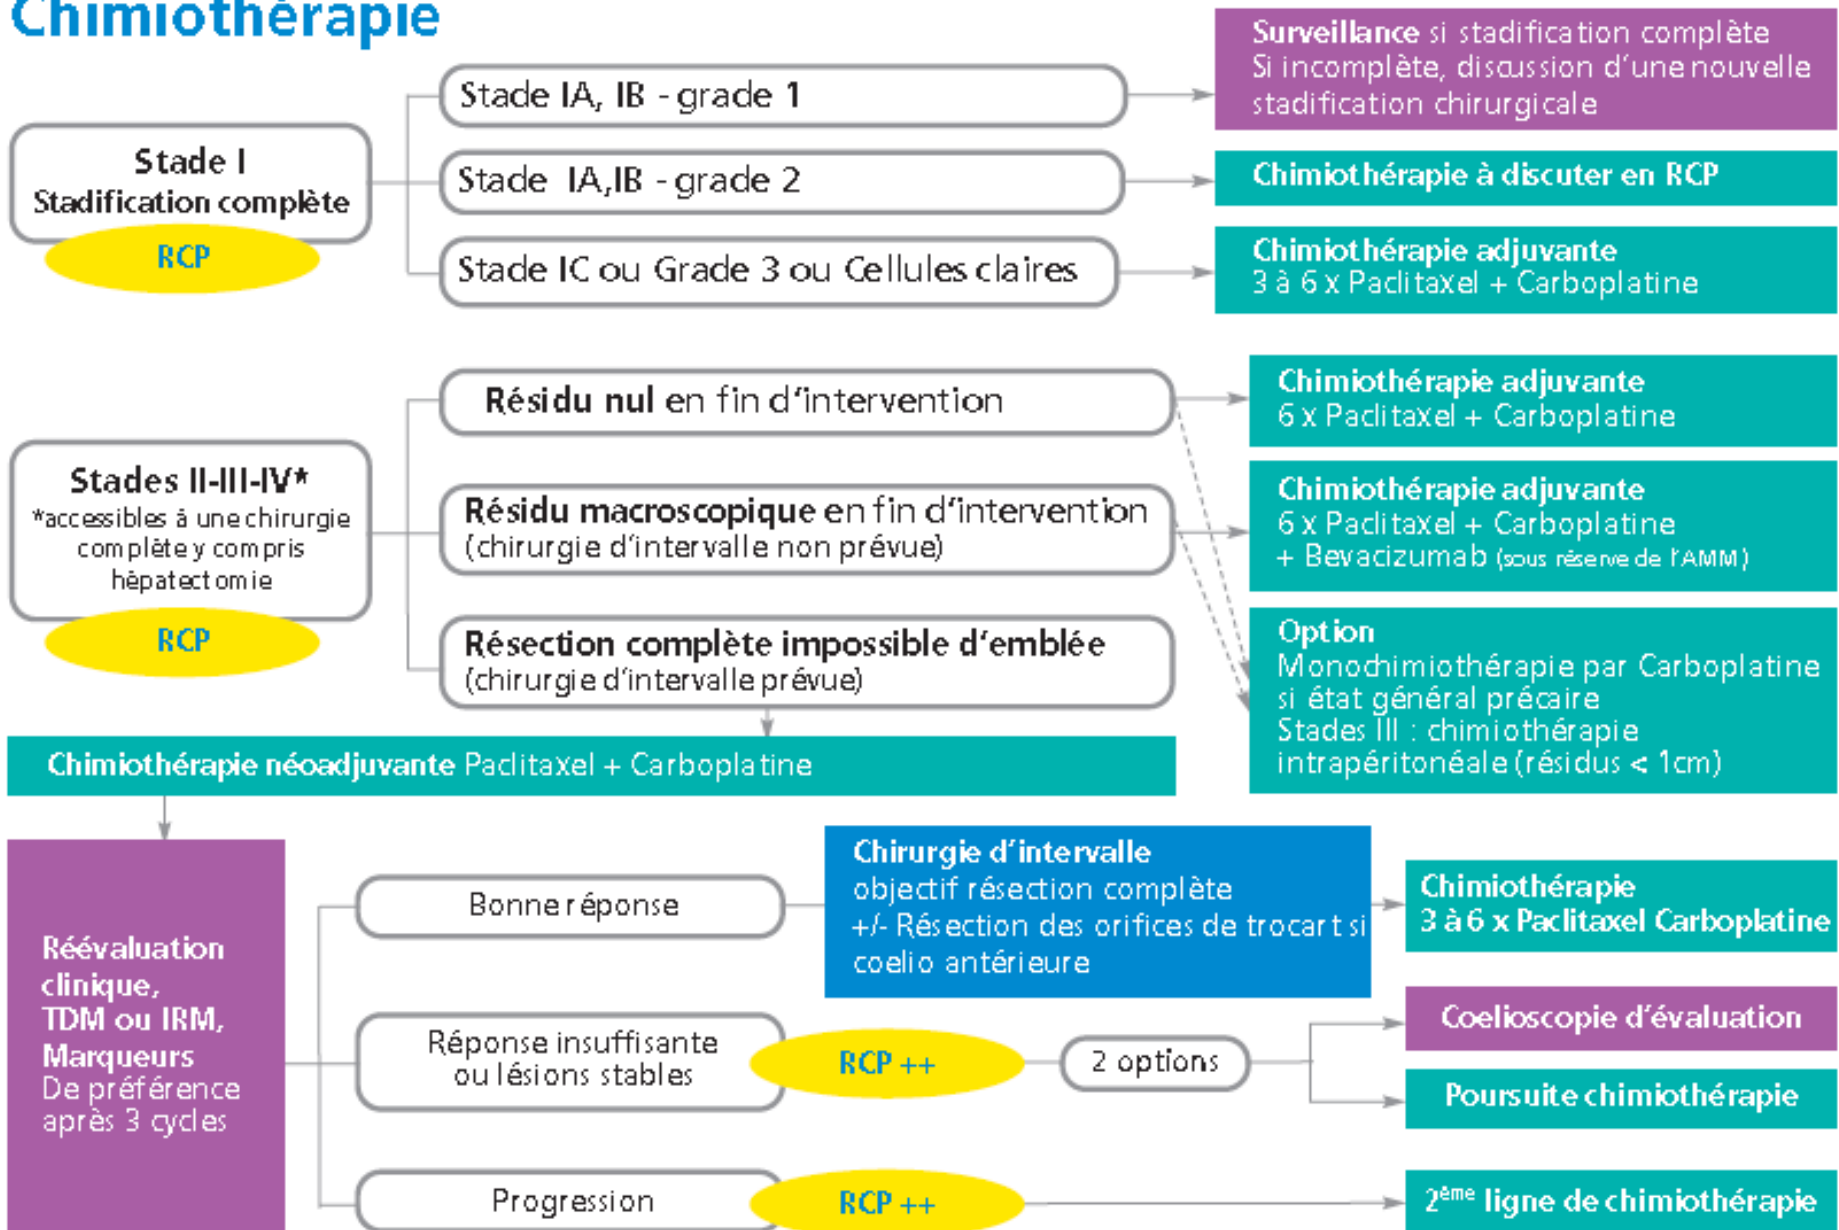 Chimiothérapie
Stade I
Stadification complète
RCP
Stade IA, IB - grade 1
Surveillance si stadification complète
Si incomplète, discussion d'une nouvelle
stadification chirurgicale
Stade IA,IB - grade 2
Chimiothérapie à discuter en RCP
Stade IC ou Grade 3 ou Cellules claires
Chimiothérapie adjuvante
3 à 6 x Paclitaxel + Carboplatine
Stades II-III-IV*
*accessibles à une chirurgie
complète y compris
hépatectomie
RCP
Résidu nul en fin d'intervention
Chimiothérapie adjuvante
6 x Paclitaxel + Carboplatine
Résidu macroscopique en fin d'intervention
(chirurgie d'intervalle non prévue)
Chimiothérapie adjuvante
6 x Paclitaxel + Carboplatine
+ Bevacizumab (sous réserve de l'AMM)
Résection complète impossible d'emblée
(chirurgie d'intervalle prévue)
Option
Monochimiothérapie par Carboplatine
si état général précaire
Stades III : chimiothérapie
intrapéritonéale (résidus < 1cm)
Chimiothérapie néoadjuvante Paclitaxel + Carboplatine
Réévaluation
clinique,
TDM ou IRM,
Marqueurs
De préférence
après 3 cycles
Bonne réponse
Chirurgie d'intervalle
objectif résection complète
+/- Résection des orifices de trocart si
coelio antérieure
Chimiothérapie
3 à 6 x Paclitaxel Carboplatine
Réponse insuffisante
ou lésions stables
RCP ++
2 options
Coelioscopie d'évaluation
Poursuite chimiothérapie
Progression
RCP ++
2ème ligne de chimiothérapie